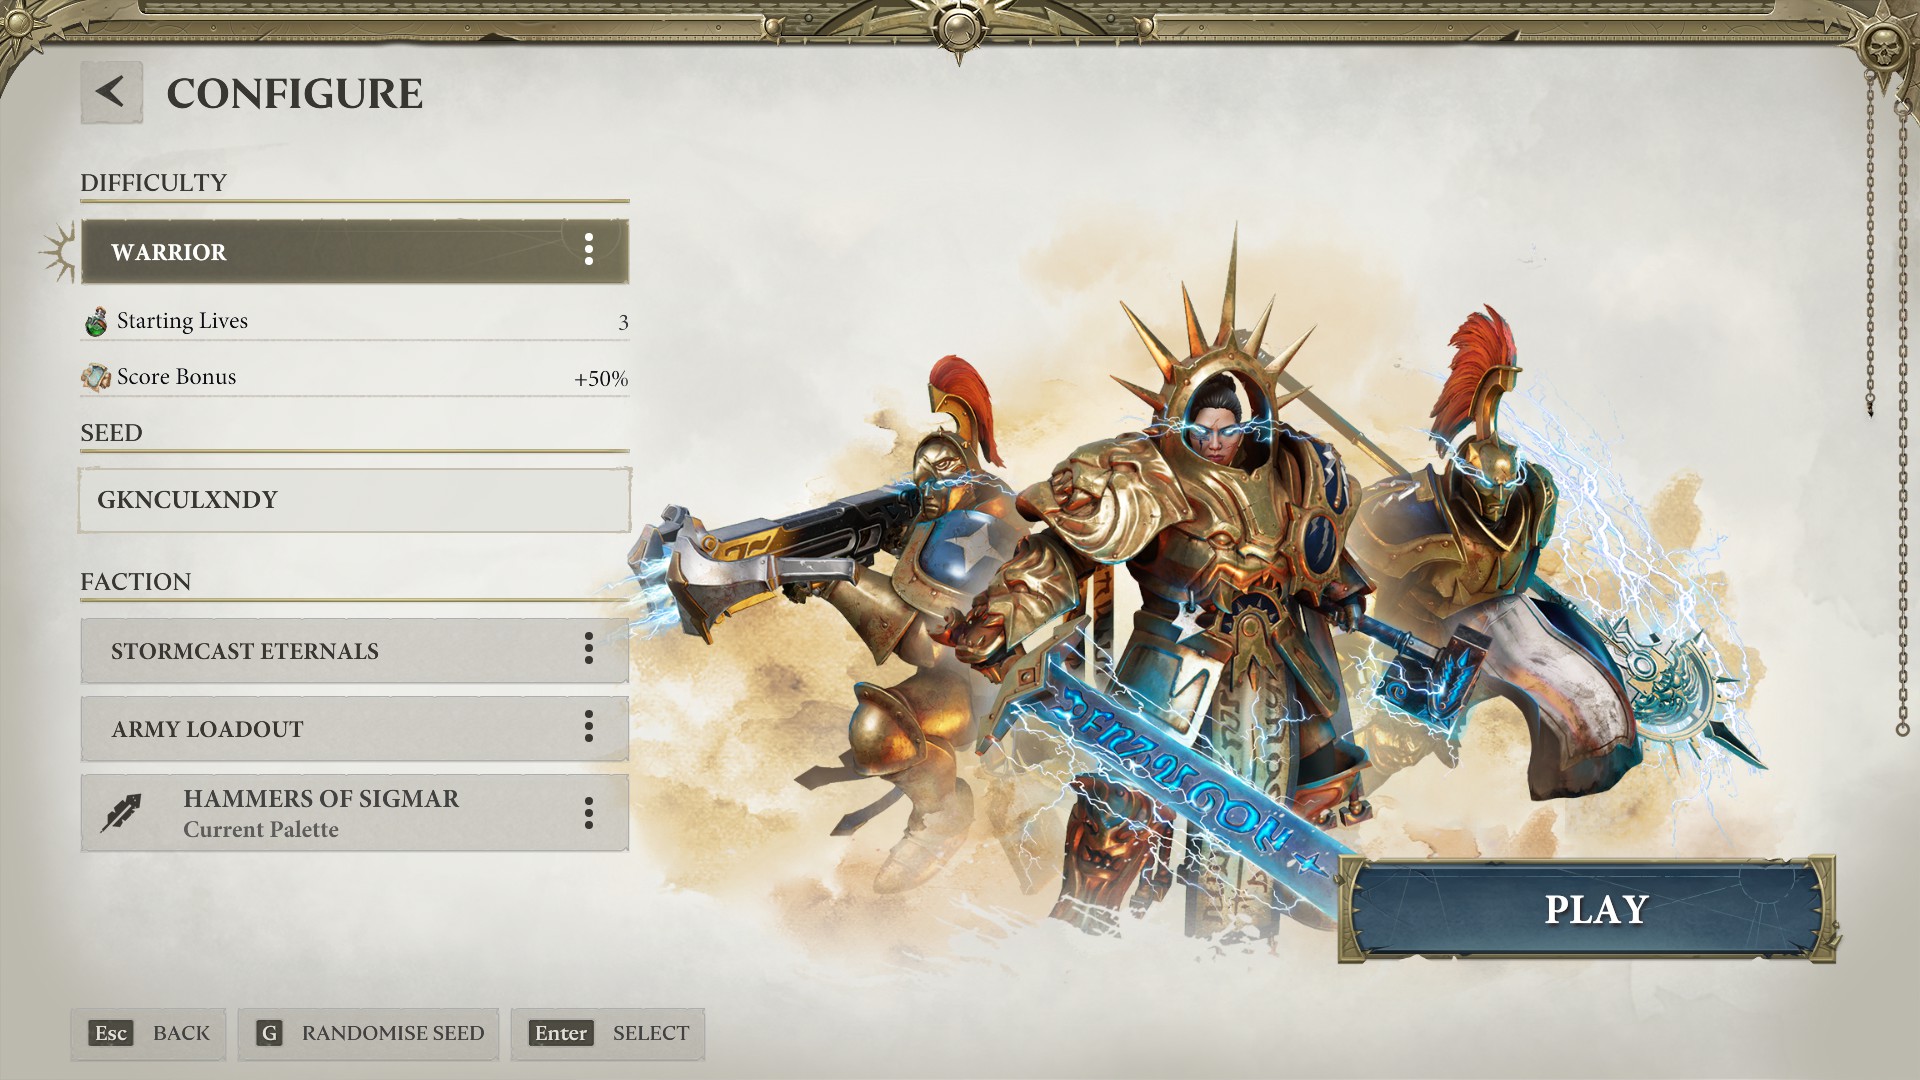 CONFIGURE
DIFFICULTY
WARRIOR
Starting Lives 3
Score Bonus +50%
SEED
GKNCULXNDY
FACTION
STORMCAST ETERNALS
ARMY LOADOUT
HAMMERS OF SIGMAR
Current Palette
PLAY
Esc BACK G RANDOMISE SEED Enter SELECT